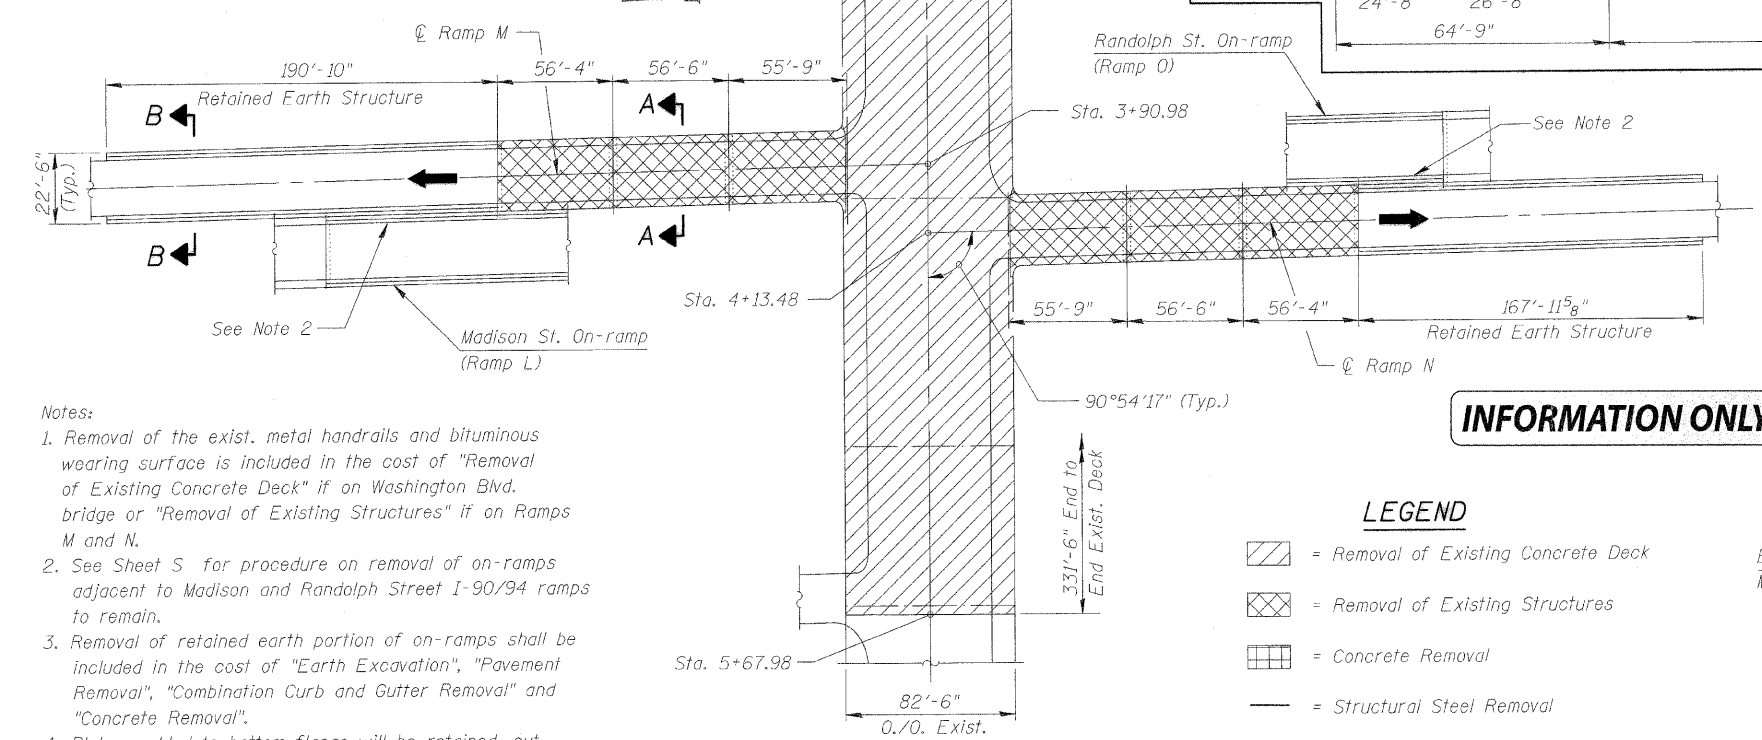 24'-8"
26'-8"
64'-9"
℄ Ramp M
Randolph St. On-ramp
(Ramp O)
190'-10"
56'-4"
56'-6"
55'-9"
Retained Earth Structure
B
A
Sta. 3+90.98
See Note 2
22'-6"
(Typ.)
B
A
Sta. 4+13.48
55'-9"
56'-6"
56'-4"
167'-11 5/8"
Retained Earth Structure
See Note 2
Madison St. On-ramp
(Ramp L)
℄ Ramp N
90°54'17" (Typ.)
INFORMATION ONLY
Notes:
1. Removal of the exist. metal handrails and bituminous
wearing surface is included in the cost of "Removal
of Existing Concrete Deck" if on Washington Blvd.
bridge or "Removal of Existing Structures" if on Ramps
M and N.
2. See Sheet S for procedure on removal of on-ramps
adjacent to Madison and Randolph Street I-90/94 ramps
to remain.
3. Removal of retained earth portion of on-ramps shall be
included in the cost of "Earth Excavation", "Pavement
Removal", "Combination Curb and Gutter Removal" and
"Concrete Removal".
331'-6" End to
End Exist. Deck
LEGEND
= Removal of Existing Concrete Deck
= Removal of Existing Structures
= Concrete Removal
= Structural Steel Removal
Sta. 5+67.98
82'-6"
O./O. Exist.